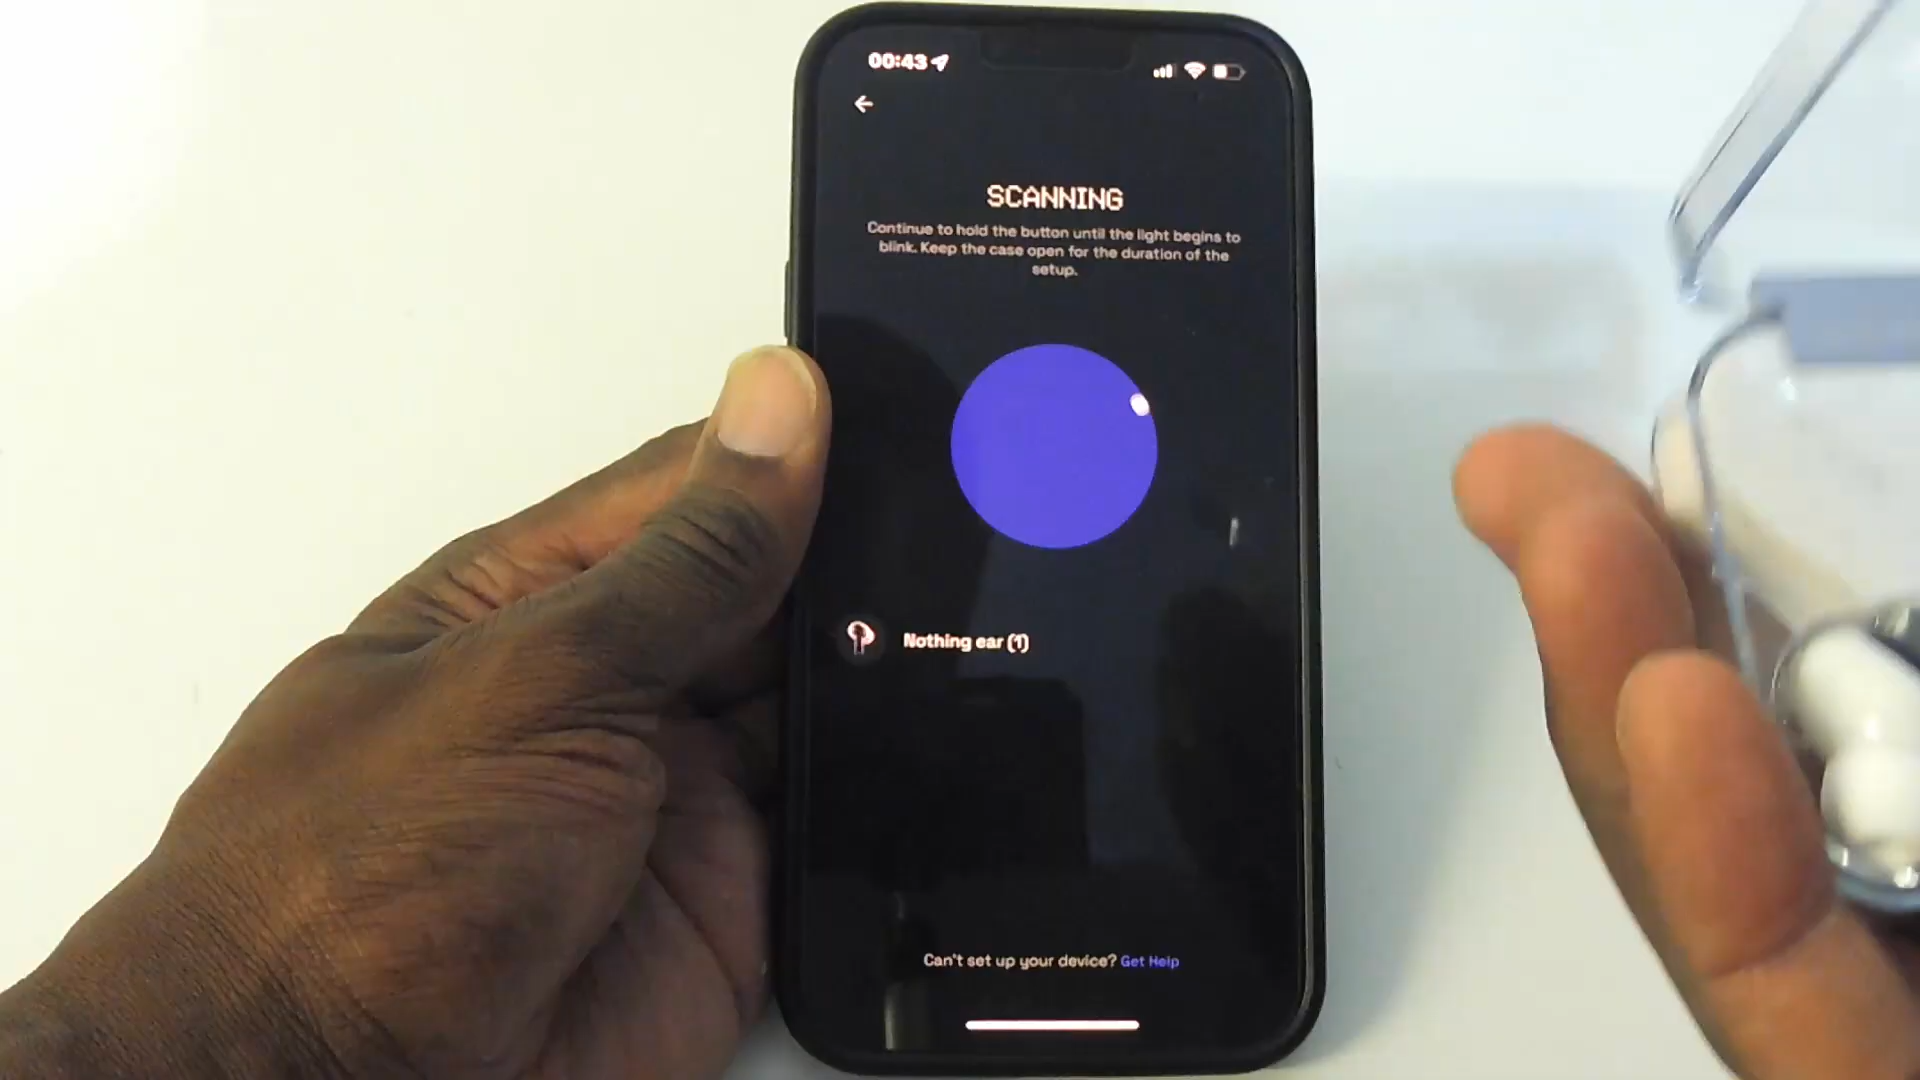 00:43
SCANNING
Continue to hold the button until the light begins to
blink. Keep the case open for the duration of the
setup.
Nothing ear (1)
Can't set up your device? Get Help